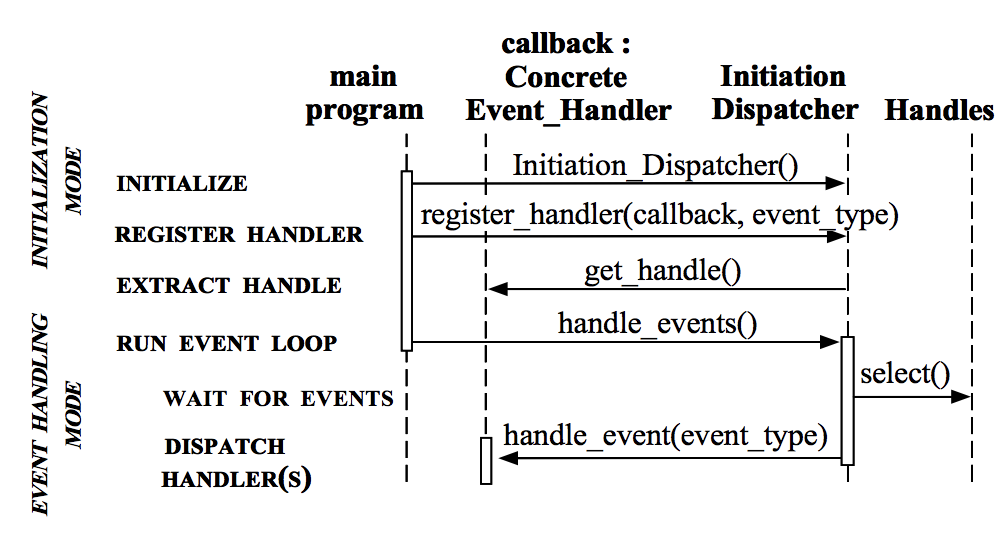 callback :
main Concrete Initiation
program Event_Handler Dispatcher Handles
INITIALIZATION
MODE
INITIALIZE Initiation_Dispatcher()
REGISTER HANDLER register_handler(callback, event_type)
EXTRACT HANDLE get_handle()
EVENT HANDLING
MODE
RUN EVENT LOOP handle_events()
WAIT FOR EVENTS select()
DISPATCH handle_event(event_type)
HANDLER(S)